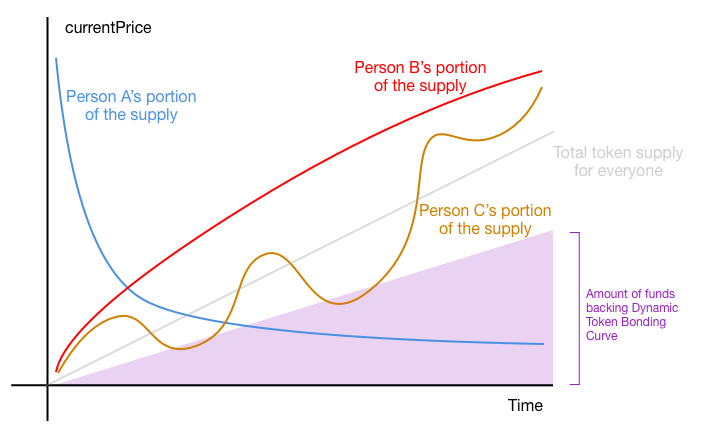 currentPrice
Person A's portion
of the supply
Person B's portion
of the supply
Total token supply
for everyone
Person C's portion
of the supply
Amount of funds
backing Dynamic
Token Bonding
Curve
Time